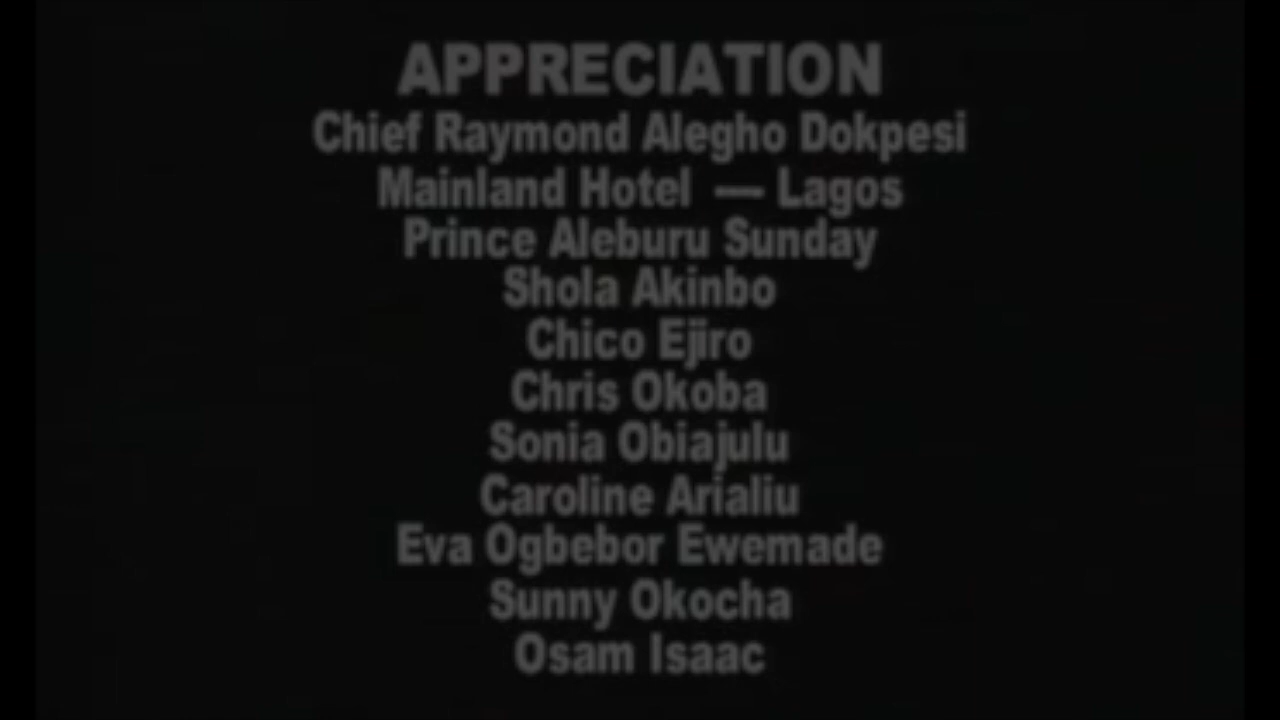 APPRECIATION
Chief Raymond Alegho Dokpesi
Mainland Hotel — Lagos
Prince Aleburu Sunday
Shola Akinbo
Chico Ejiro
Chris Okoba
Sonia Obiajulu
Caroline Arialiu
Eva Ogbebor Ewemade
Sunny Okocha
Osam Isaac